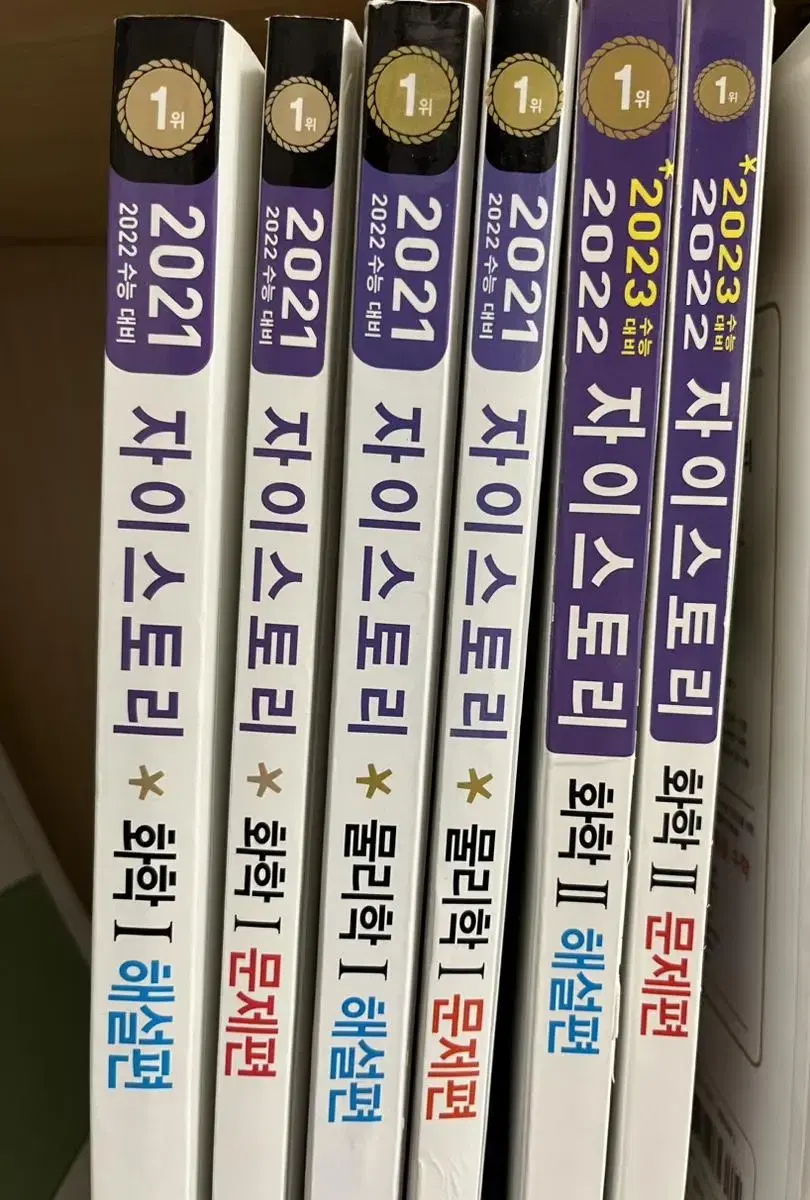 1위
2021
2022 수능 대비
자이스토리
화학 I 해설편
1위
2021
2022 수능 대비
자이스토리
화학 I 문제편
1위
2021
2022 수능 대비
자이스토리
물리학 I 해설편
1위
2021
2022 수능 대비
자이스토리
물리학 I 문제편
1위
*2023 수능 대비
2022
자이스토리
화학 II 해설편
1위
*2023 수능 대비
2022
자이스토리
화학 II 문제편